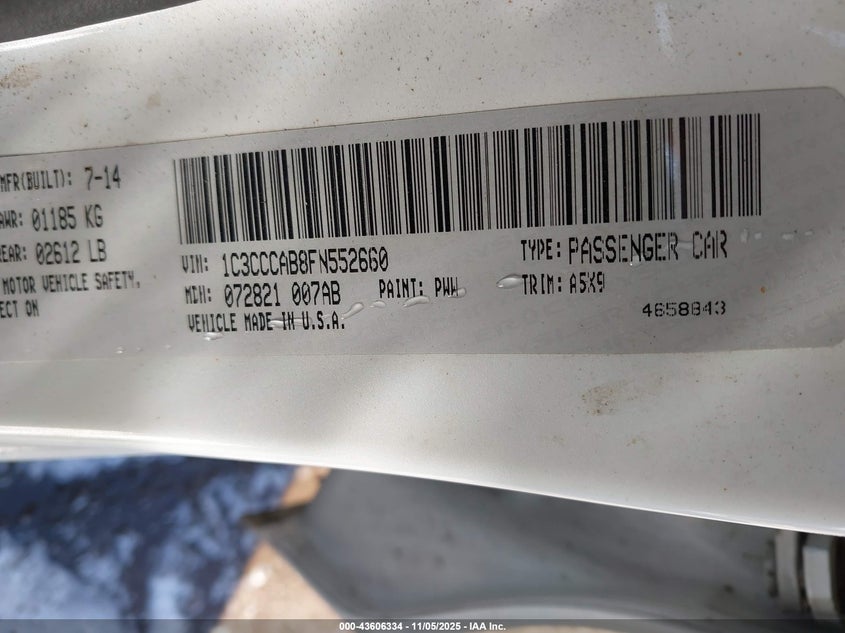 MFR(BUILT): 7-14
AWR: 01185 KG
REAR: 02612 LB
MOTOR VEHICLE SAFETY,
ECT ON
VIN: 1C3CCCAB8FN552660
TYPE: PASSENGER CAR
MDH: 072821 007AB
PAINT: PWW
TRIM: A5X9
VEHICLE MADE IN U.S.A.
4658843
000-43606334 - 11/05/2025 - IAA Inc.